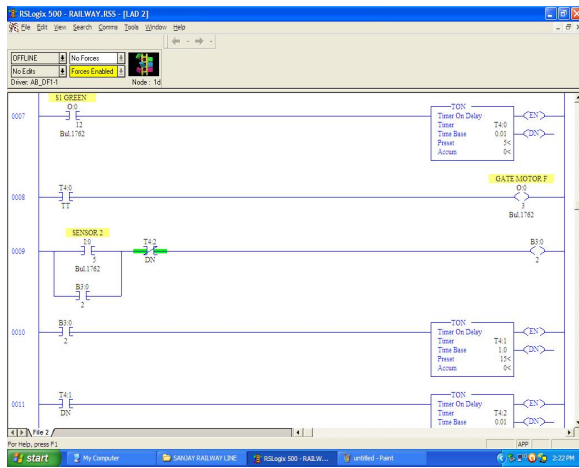 RSLogix 500 - RAILWAY.RSS - [LAD 2]
File Edit View Search Comms Tools Window Help
OFFLINE No Forces
No Edits Forces Enabled
Driver: AB_DF1-1 Node : 1d
S1 GREEN
O:0
0007
12
Bul.1762
TON
Timer On Delay
Timer T4:0
Time Base 0.01
Preset 5<
Accum 0<
EN
DN
GATE MOTOR F
0008
T4:0
TT
O:0
3
Bul.1762
SENSOR 2
0009
I:0
5
Bul.1762
T4:2
DN
B3:0
2
B3:0
2
0010
B3:0
2
TON
Timer On Delay
Timer T4:1
Time Base 1.0
Preset 15<
Accum 0<
EN
DN
0011
T4:1
DN
TON
Timer On Delay
Timer T4:2
Time Base 0.01
EN
DN
File 2
For Help, press F1 APP
start My Computer SANJAY RAILWAY LINE RSLogix 500 - RAILW... untitled - Paint 2:22 PM